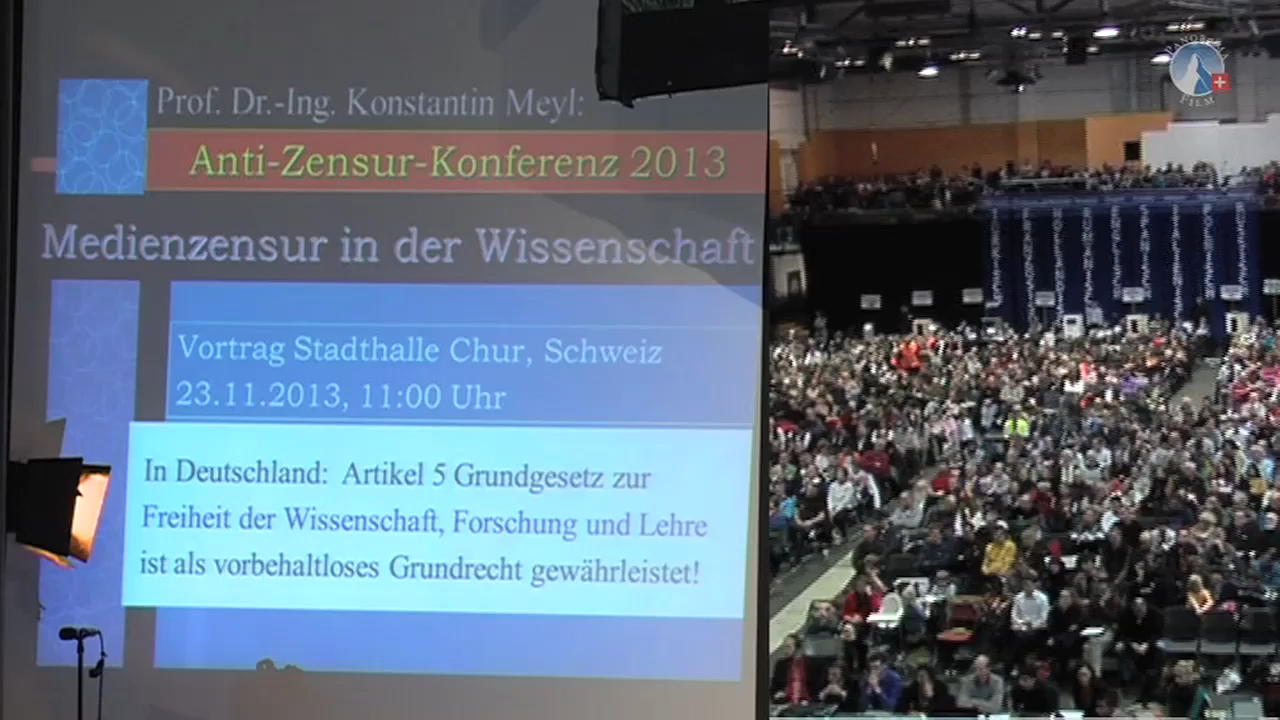 Prof. Dr.-Ing. Konstantin Meyl:
Anti-Zensur-Konferenz 2013
Medienzensur in der Wissenschaft
Vortrag Stadthalle Chur, Schweiz
23.11.2013, 11:00 Uhr
In Deutschland: Artikel 5 Grundgesetz zur
Freiheit der Wissenschaft, Forschung und Lehre
ist als vorbehaltloses Grundrecht gewährleistet!
PANORAMA
FILM